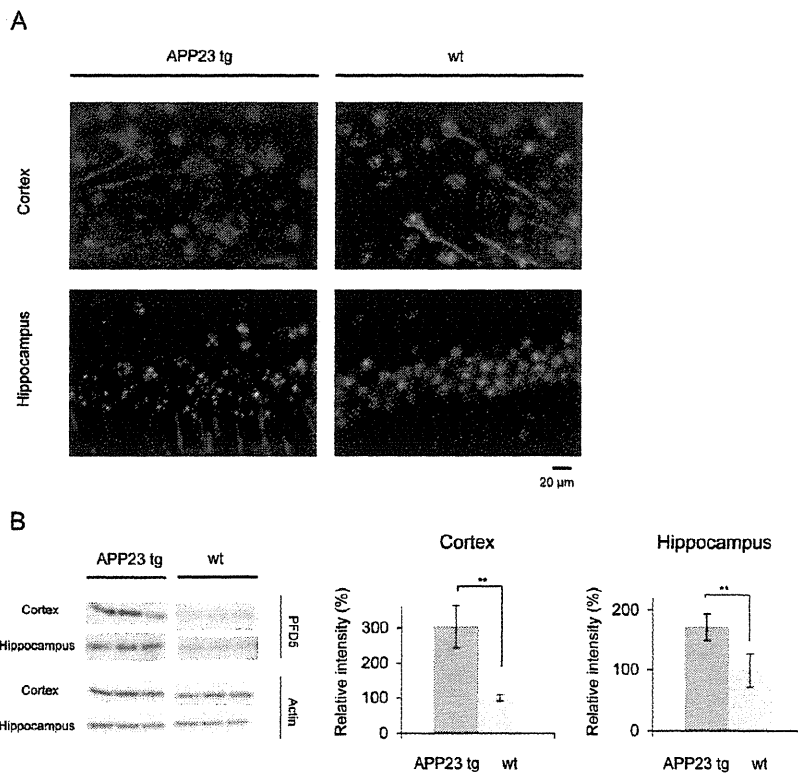 A
APP23 tg
wt
Cortex
Hippocampus
20 µm
B
APP23 tg
wt
Cortex
Hippocampus
PFD5
Cortex
Hippocampus
Actin
Cortex
Relative intensity (%)
300
200
100
0
**
APP23 tg
wt
Hippocampus
Relative intensity (%)
200
100
0
**
APP23 tg
wt